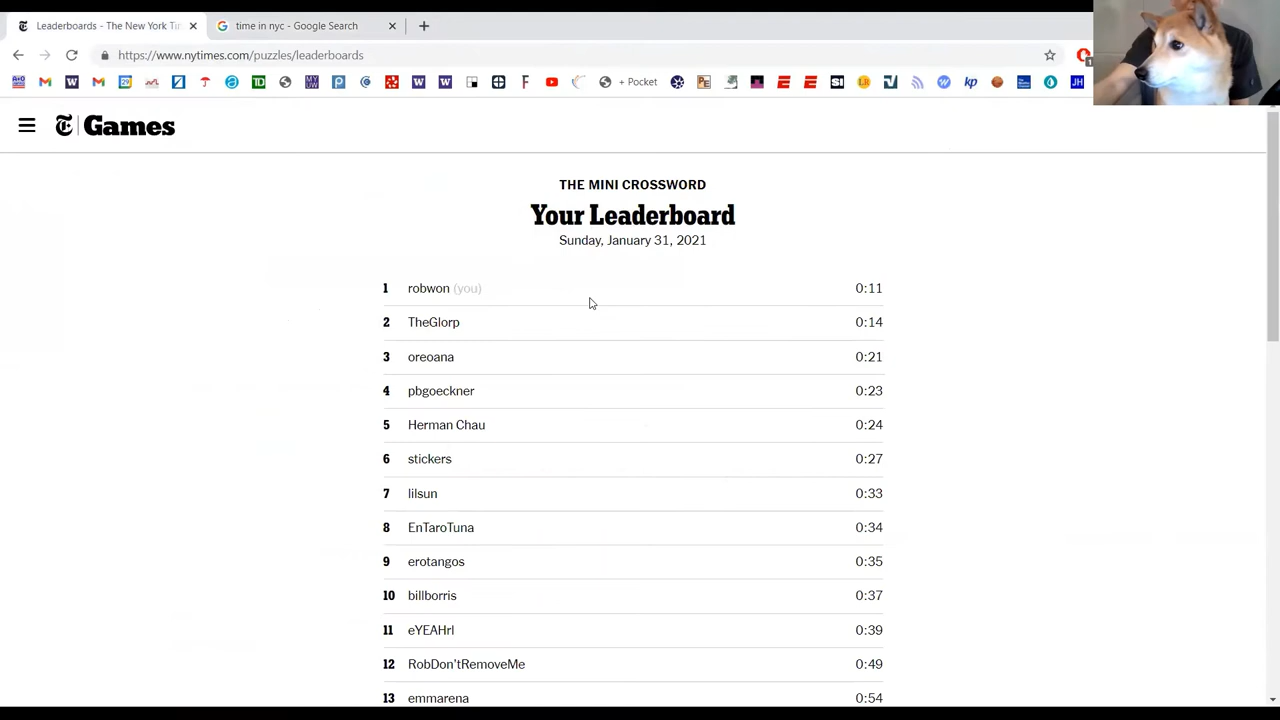 Leaderboards - The New York Tir
time in nyc - Google Search
https://www.nytimes.com/puzzles/leaderboards
+ Pocket
Games
THE MINI CROSSWORD
Your Leaderboard
Sunday, January 31, 2021
1 robwon (you) 0:11
2 TheGlorp 0:14
3 oreoana 0:21
4 pbgoeckner 0:23
5 Herman Chau 0:24
6 stickers 0:27
7 lilsun 0:33
8 EnTaroTuna 0:34
9 erotangos 0:35
10 billborris 0:37
11 eYEAHrl 0:39
12 RobDon'tRemoveMe 0:49
13 emmarena 0:54